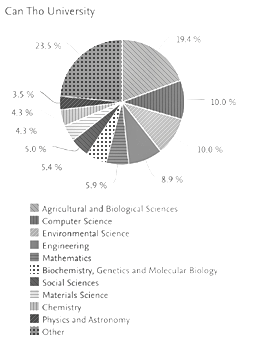 Can Tho University
23.5 %
19.4 %
3.5 %
10.0 %
4.3 %
4.3 %
5.0 %
10.0 %
5.4 %
8.9 %
5.9 %
Agricultural and Biological Sciences
Computer Science
Environmental Science
Engineering
Mathematics
Biochemistry, Genetics and Molecular Biology
Social Sciences
Materials Science
Chemistry
Physics and Astronomy
Other